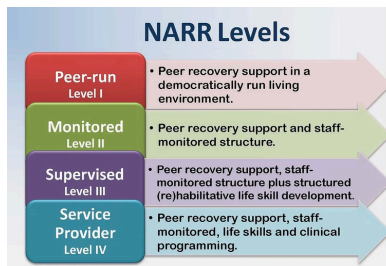 NARR Levels
Peer-run
Level I
• Peer recovery support in a
democratically run living
environment.
Monitored
Level II
• Peer recovery support and staff-
monitored structure.
Supervised
Level III
• Peer recovery support, staff-
monitored structure plus structured
(re)habilitative life skill development.
Service
Provider
Level IV
• Peer recovery support, staff-
monitored, life skills and clinical
programming.